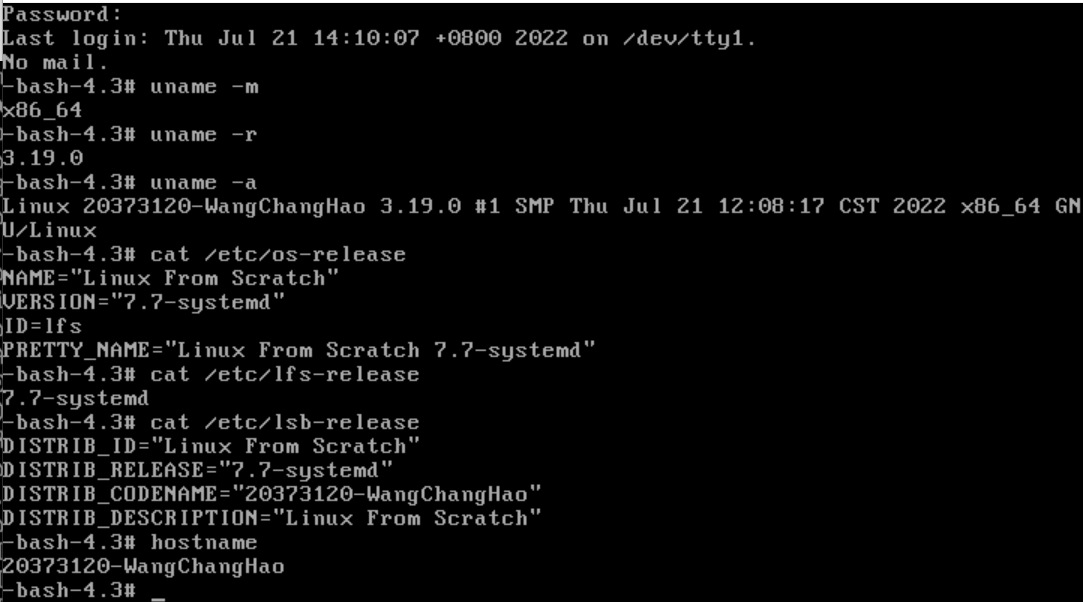 Password:
Last login: Thu Jul 21 14:10:07 +0800 2022 on /dev/tty1.
No mail.
-bash-4.3# uname -m
x86_64
-bash-4.3# uname -r
3.19.0
-bash-4.3# uname -a
Linux 20373120-WangChangHao 3.19.0 #1 SMP Thu Jul 21 12:08:17 CST 2022 x86_64 GN
U/Linux
-bash-4.3# cat /etc/os-release
NAME="Linux From Scratch"
VERSION="7.7-systemd"
ID=lfs
PRETTY_NAME="Linux From Scratch 7.7-systemd"
-bash-4.3# cat /etc/lfs-release
7.7-systemd
-bash-4.3# cat /etc/lsb-release
DISTRIB_ID="Linux From Scratch"
DISTRIB_RELEASE="7.7-systemd"
DISTRIB_CODENAME="20373120-WangChangHao"
DISTRIB_DESCRIPTION="Linux From Scratch"
-bash-4.3# hostname
20373120-WangChangHao
-bash-4.3# _